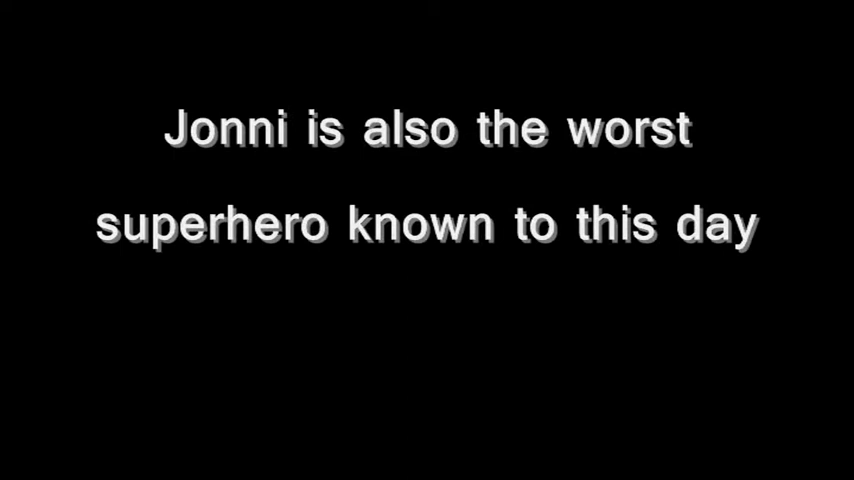 Jonni is also the worst
superhero known to this day